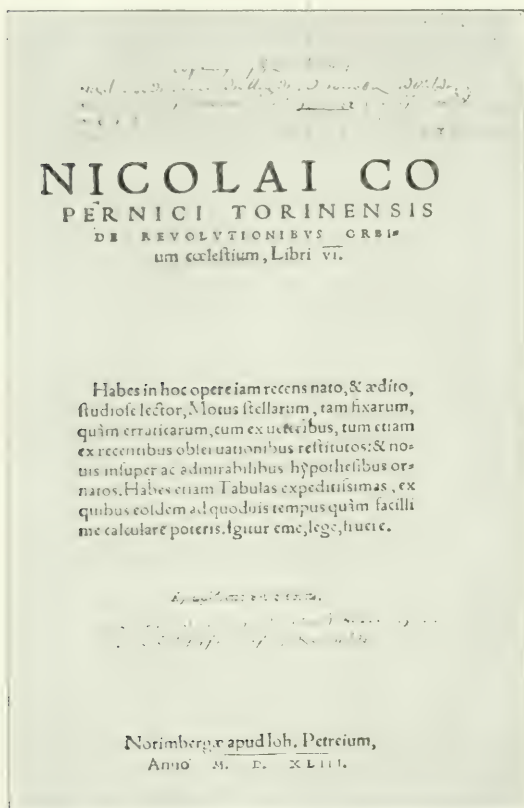 NICOLAI CO
PERNICI TORINENSIS
DE REVOLVTIONIBVS ORBI⸗
um cœleſtium, Libri VI.
Habes in hoc opere iam recens nato, & ædito,
ſtudioſe lector, Motus ſtellarum, tam fixarum,
quàm erraticarum, cum ex ueteribus, tum etiam
ex recentibus obſeruationibus reſtitutos: & no⸗
uis inſuper ac admirabilibus hypotheſibus or⸗
natos. Habes etiam Tabulas expeditiſsimas, ex
quibus eoſdem ad quoduis tempus quàm facilli
me calculare poteris. Igitur eme, lege, fruere.
Norimbergæ apud Ioh. Petreium,
Anno M. D. XLIII.